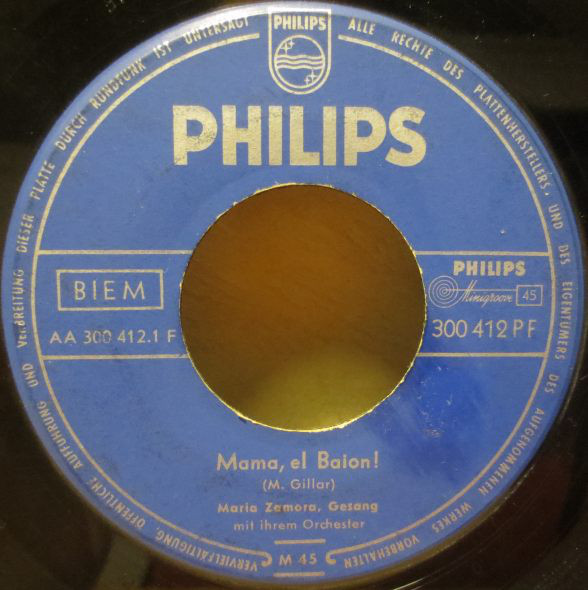 PHILIPS
ALLE RECHTE DES PLATTENHERSTELLERS, UND DES EIGENTUMERS DES AUFGENOMMENEN WERKES VORBEHALTEN
VERVIELFÄLTIGUNG, ÖFFENTLICHE AUFFÜHRUNG UND VERBREITUNG DIESER PLATTE DURCH RUNDFUNK IST UNTERSAGT
PHILIPS
BIEM
AA 300 412.1 F
PHILIPS
Minigroove 45
300 412 PF
Mama, el Baion!
(M. Gillar)
Maria Zamora, Gesang
mit ihrem Orchester
M 45